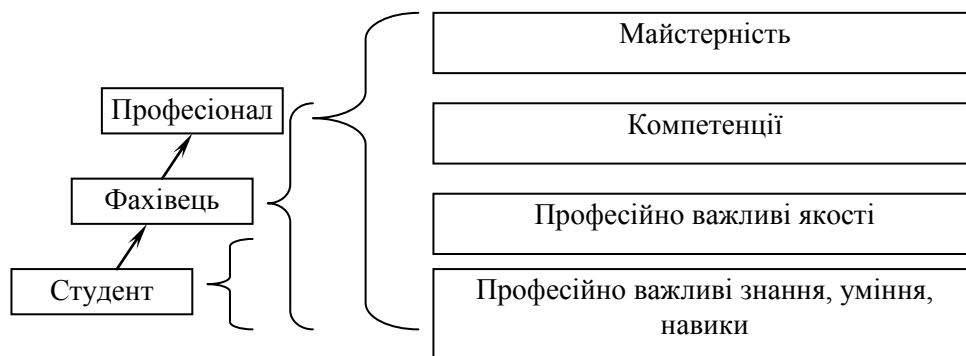 Майстерність
Професіонал
Компетенції
Фахівець
Професійно важливі якості
Студент
Професійно важливі знання, уміння,
навики